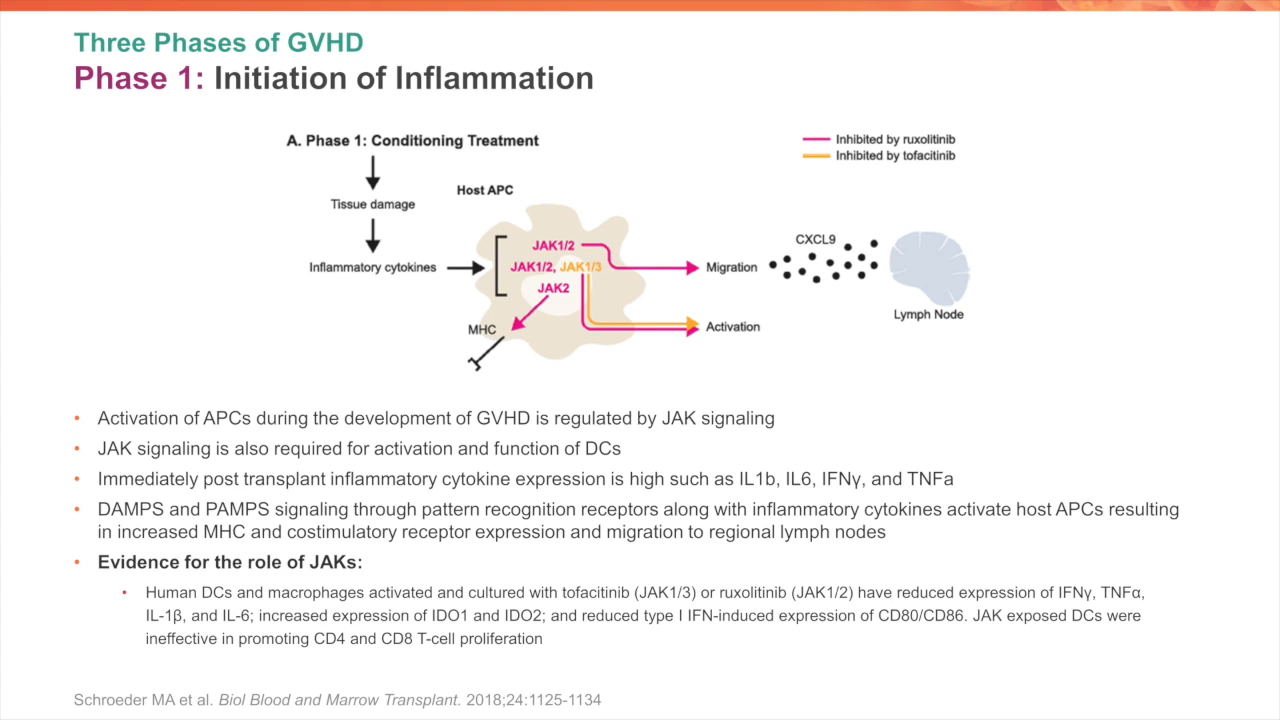 Three Phases of GVHD
Phase 1: Initiation of Inflammation
A. Phase 1: Conditioning Treatment
Inhibited by ruxolitinib
Inhibited by tofacitinib
Tissue damage
Host APC
Inflammatory cytokines
JAK1/2
JAK1/2, JAK1/3
JAK2
MHC
Migration
Activation
CXCL9
Lymph Node
• Activation of APCs during the development of GVHD is regulated by JAK signaling
• JAK signaling is also required for activation and function of DCs
• Immediately post transplant inflammatory cytokine expression is high such as IL1b, IL6, IFNγ, and TNFa
• DAMPS and PAMPS signaling through pattern recognition receptors along with inflammatory cytokines activate host APCs resulting
in increased MHC and costimulatory receptor expression and migration to regional lymph nodes
• Evidence for the role of JAKs:
• Human DCs and macrophages activated and cultured with tofacitinib (JAK1/3) or ruxolitinib (JAK1/2) have reduced expression of IFNγ, TNFα,
IL-1β, and IL-6; increased expression of IDO1 and IDO2; and reduced type I IFN-induced expression of CD80/CD86. JAK exposed DCs were
ineffective in promoting CD4 and CD8 T-cell proliferation
Schroeder MA et al. Biol Blood and Marrow Transplant. 2018;24:1125-1134